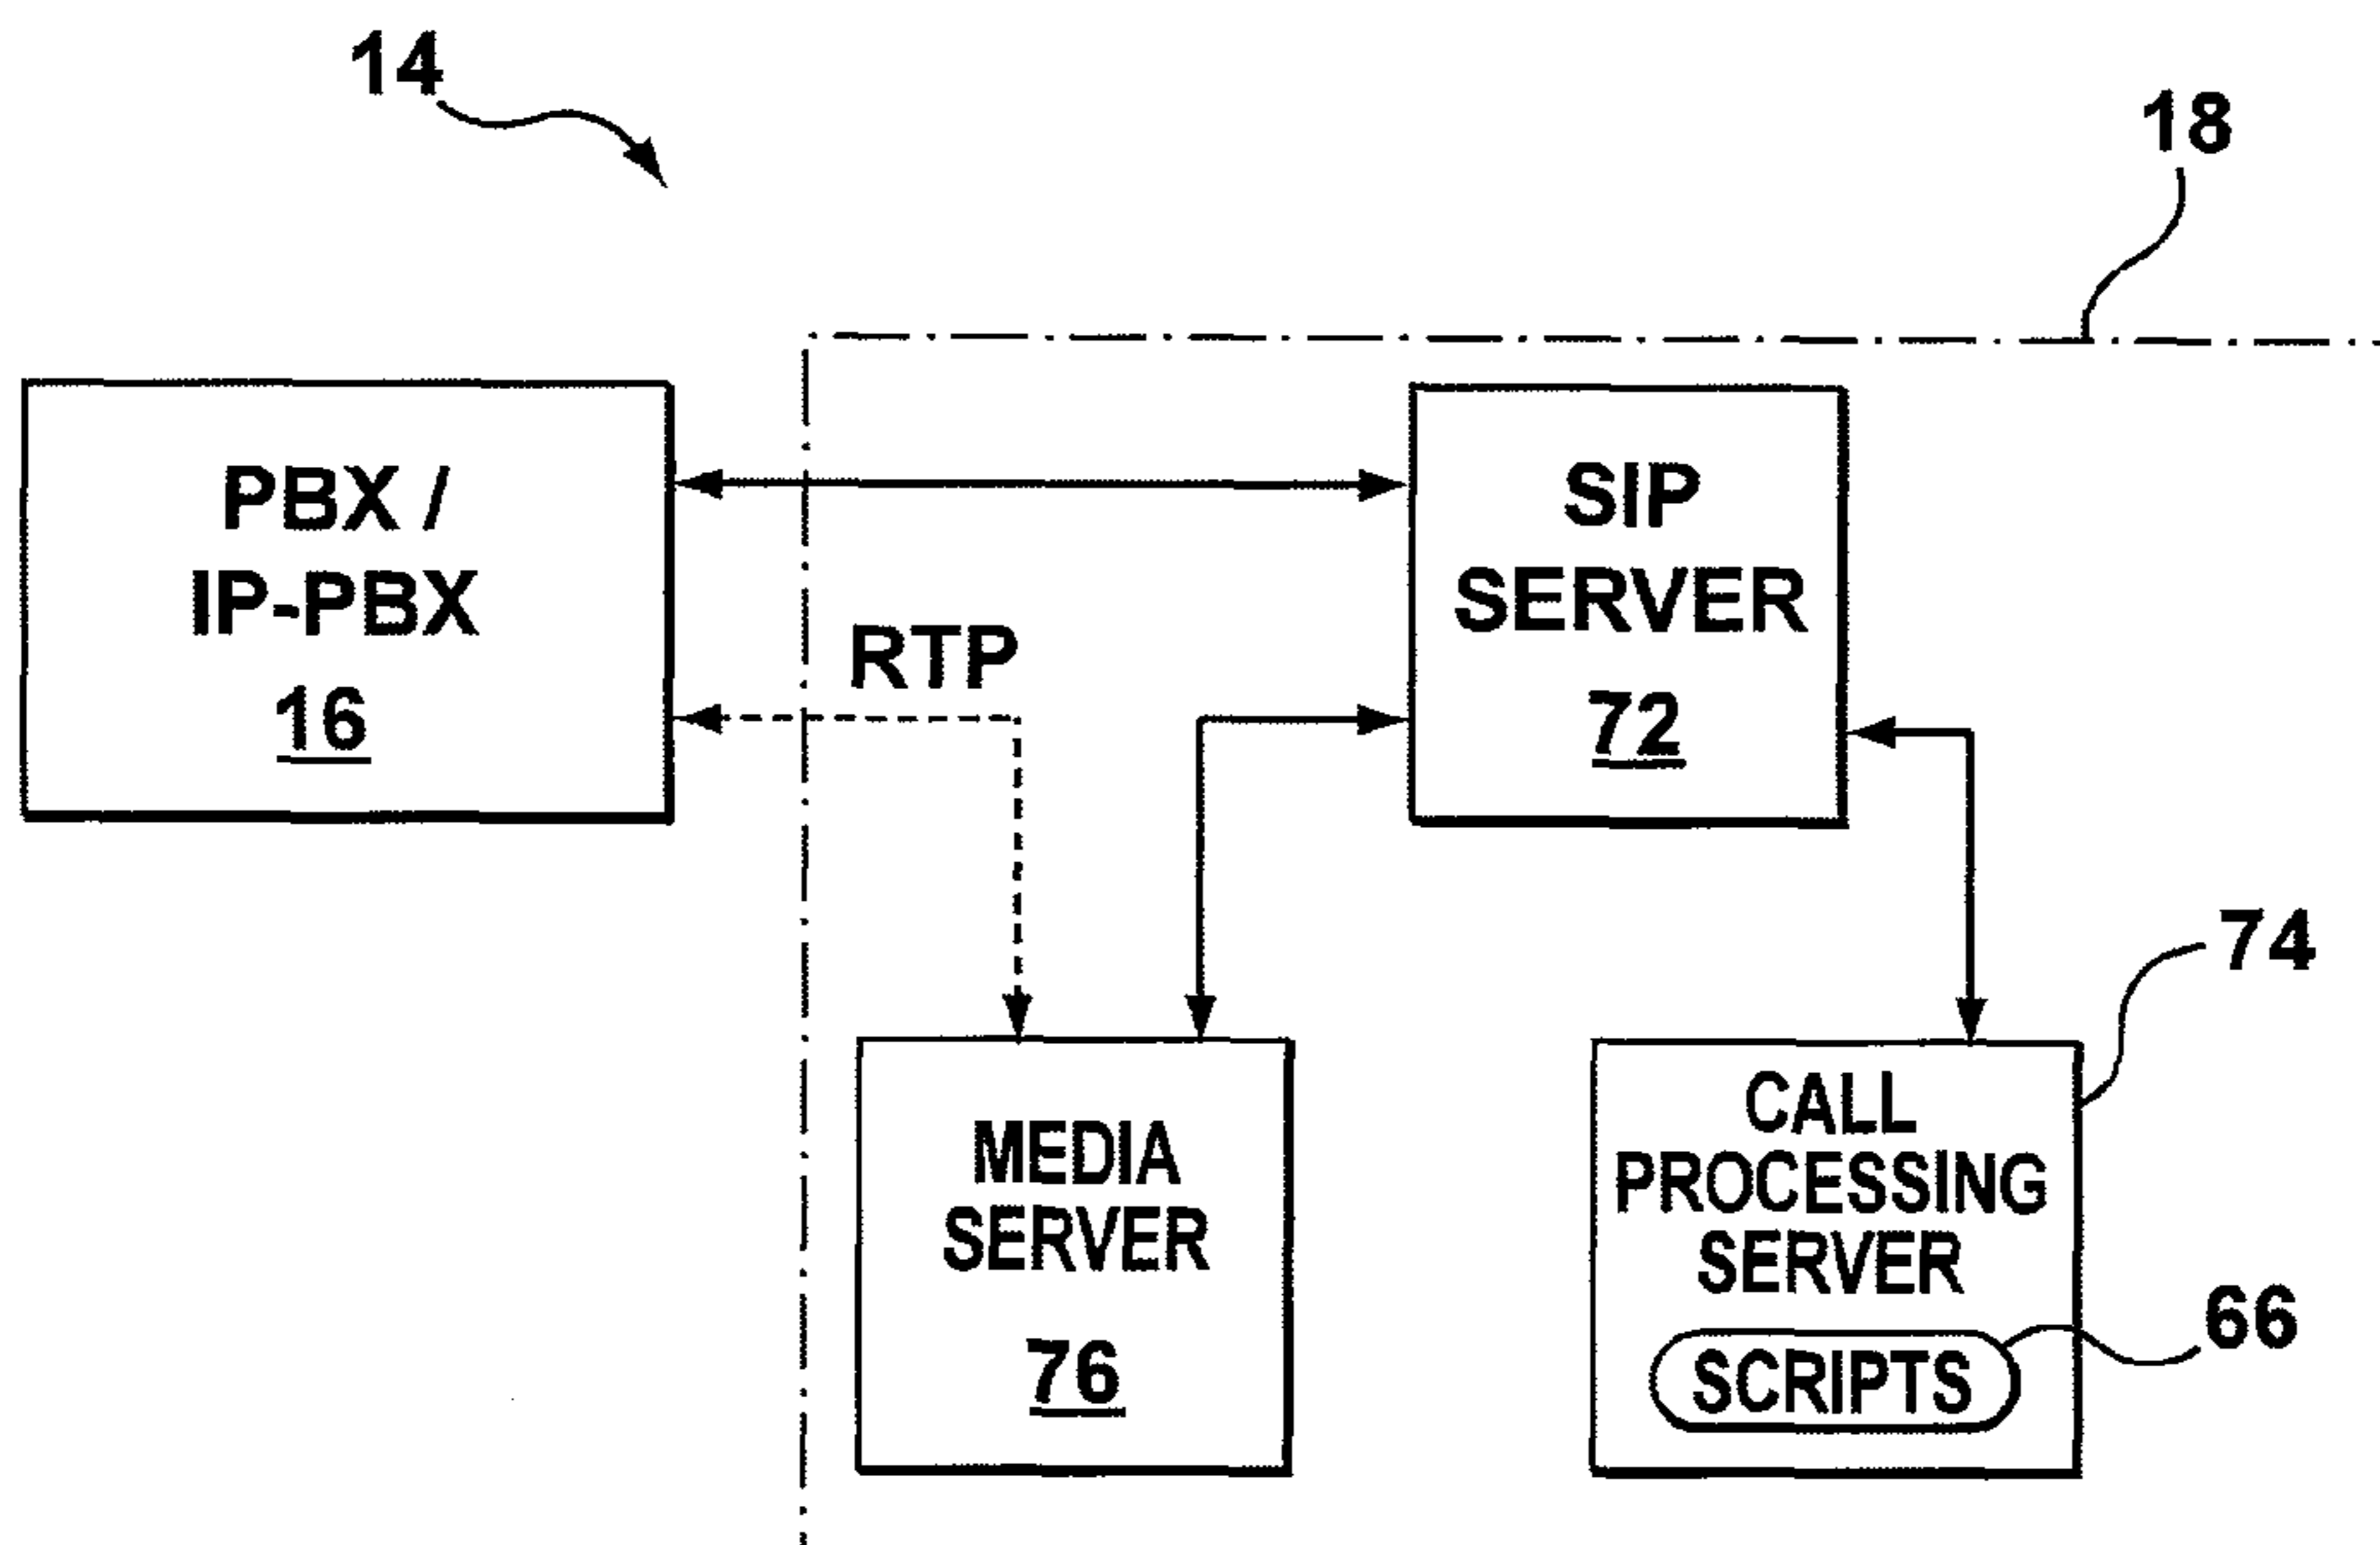 14
18
PBX /
IP-PBX
16
RTP
SIP
SERVER
72
74
MEDIA
SERVER
76
CALL
PROCESSING
SERVER
SCRIPTS
66